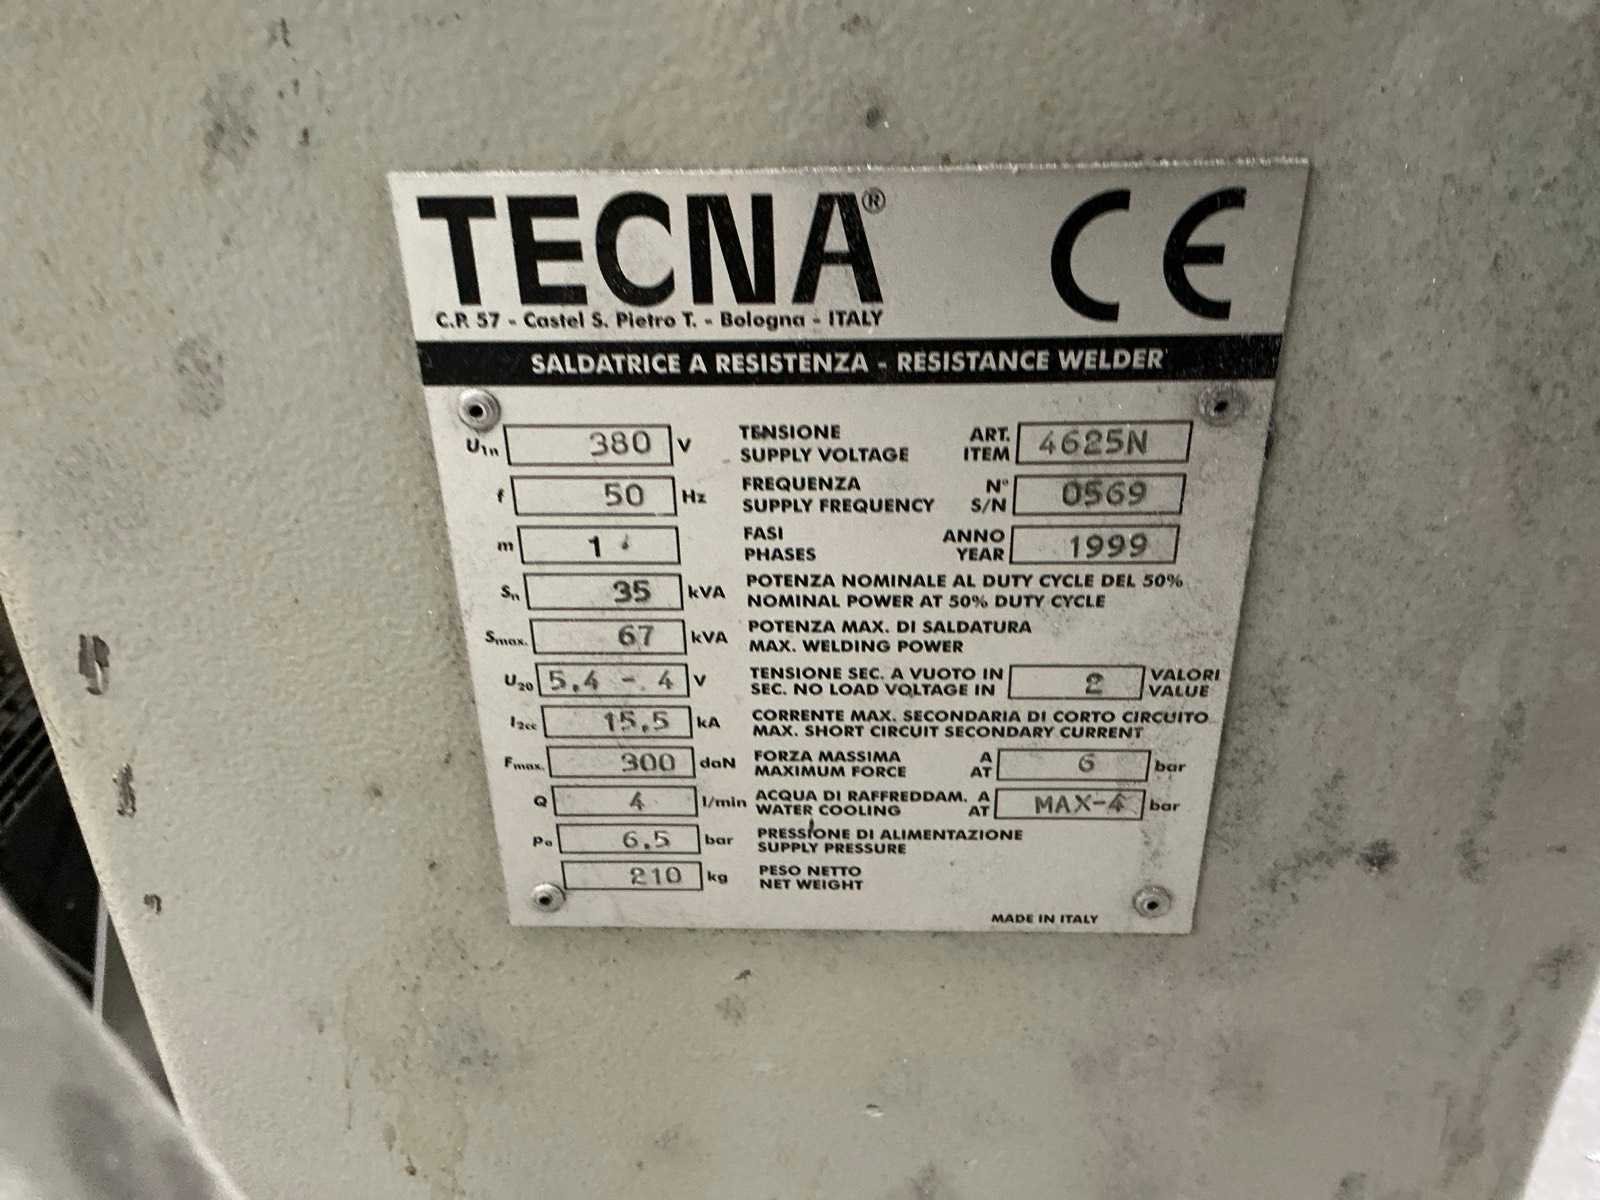 TECNA® CE
C.P. 57 - Castel S. Pietro T. - Bologna - ITALY
SALDATRICE A RESISTENZA - RESISTANCE WELDER
U1n 380 V TENSIONE SUPPLY VOLTAGE ART. ITEM 4625N
f 50 Hz FREQUENZA SUPPLY FREQUENCY N° S/N 0569
m 1 FASI PHASES ANNO YEAR 1999
Sn 35 kVA POTENZA NOMINALE AL DUTY CYCLE DEL 50% NOMINAL POWER AT 50% DUTY CYCLE
Smax. 67 kVA POTENZA MAX. DI SALDATURA MAX. WELDING POWER
U20 5,4 - 4 V TENSIONE SEC. A VUOTO IN SEC. NO LOAD VOLTAGE IN 2 VALORI VALUE
I2cc 15,5 kA CORRENTE MAX. SECONDARIA DI CORTO CIRCUITO MAX. SHORT CIRCUIT SECONDARY CURRENT
Fmax. 300 daN FORZA MASSIMA MAXIMUM FORCE A AT 6 bar
Q 4 l/min ACQUA DI RAFFREDDAM. WATER COOLING A AT MAX-4 bar
Po 6,5 bar PRESSIONE DI ALIMENTAZIONE SUPPLY PRESSURE
210 kg PESO NETTO NET WEIGHT
MADE IN ITALY